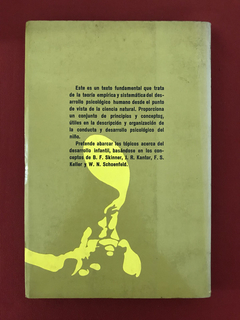 Este es un texto fundamental que trata
de la teoría empírica y sistemática del des-
arrollo psicológico humano desde el punto
de vista de la ciencia natural. Proporciona
un conjunto de principios y conceptos,
útiles en la descripción y organización de
la conducta y desarrollo psicológico del
niño.
Pretende abarcar los tópicos acerca del
desarrollo infantil, basándose en los con-
ceptos de B. F. Skinner, J. R. Kantor, F. S.
Keller y W. N. Schoenfeld.